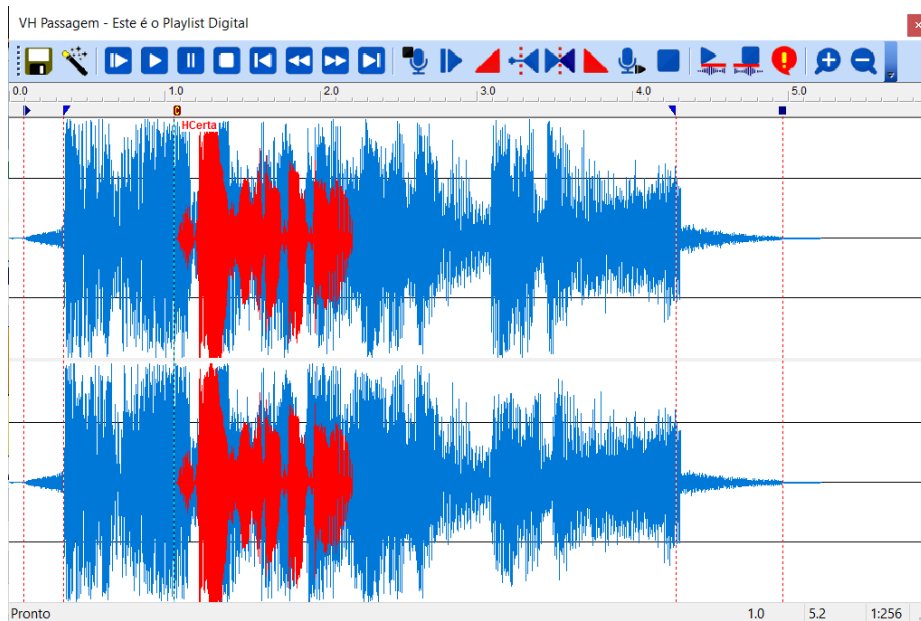 VH Passagem - Este é o Playlist Digital
0.0 1.0 2.0 3.0 4.0 5.0
C
HCerta
Pronto 1.0 5.2 1:256